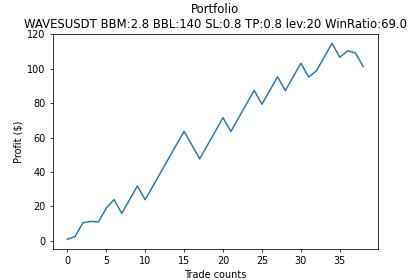 Portfolio
WAVESUSDT BBM:2.8 BBL:140 SL:0.8 TP:0.8 lev:20 WinRatio:69.0
120
100
80
60
40
20
0
Profit ($)
0 5 10 15 20 25 30 35
Trade counts